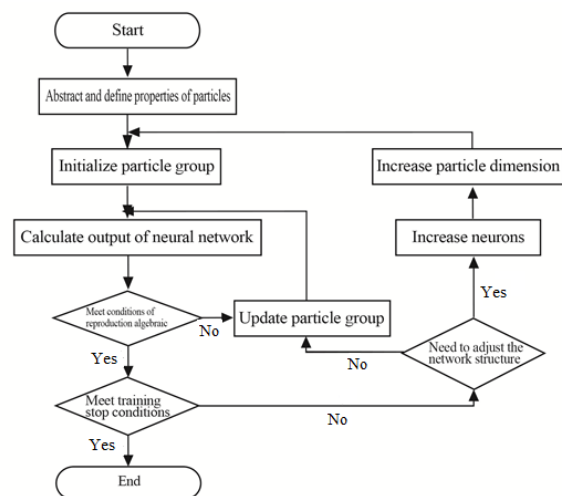 Start
Abstract and define properties of particles
Initialize particle group
Increase particle dimension
Calculate output of neural network
Increase neurons
Yes
Meet conditions of
reproduction algebraic
No
Update particle group
Need to adjust the
network structure
No
Yes
Meet training
stop conditions
No
Yes
End